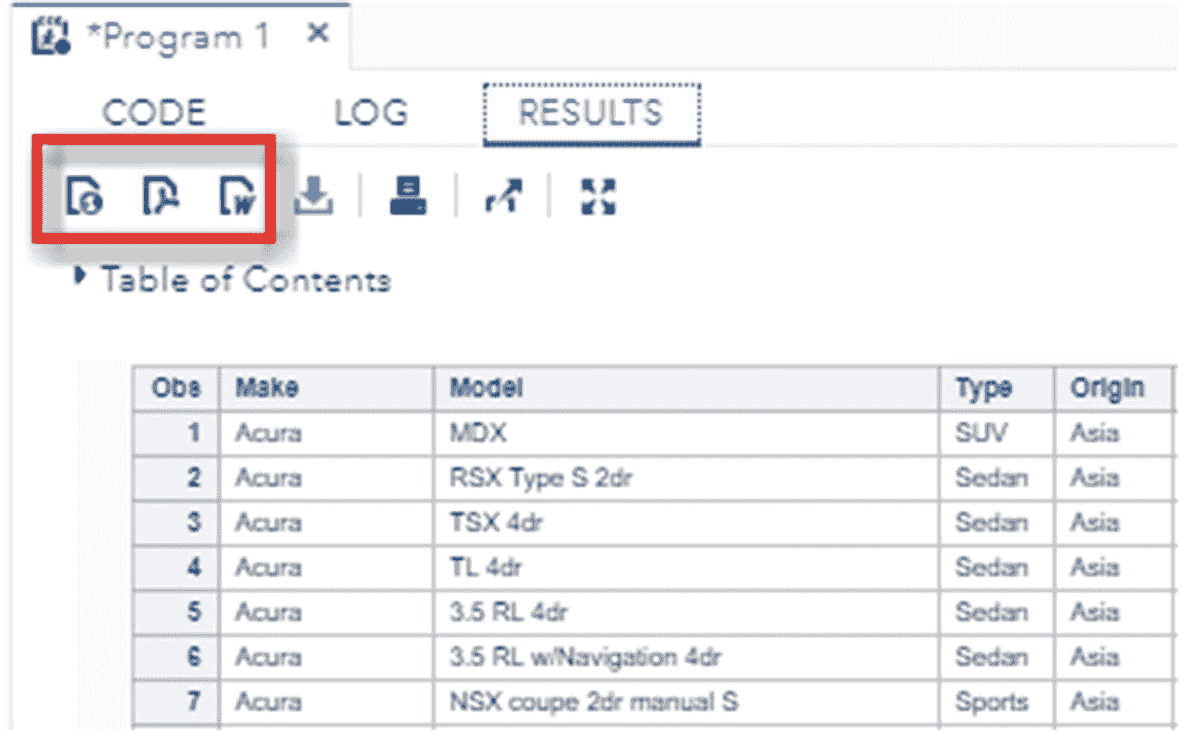 *Program 1 ×
CODE LOG RESULTS
Table of Contents
Obs Make Model Type Origin
1 Acura MDX SUV Asia
2 Acura RSX Type S 2dr Sedan Asia
3 Acura TSX 4dr Sedan Asia
4 Acura TL 4dr Sedan Asia
5 Acura 3.5 RL 4dr Sedan Asia
6 Acura 3.5 RL w/Navigation 4dr Sedan Asia
7 Acura NSX coupe 2dr manual S Sports Asia